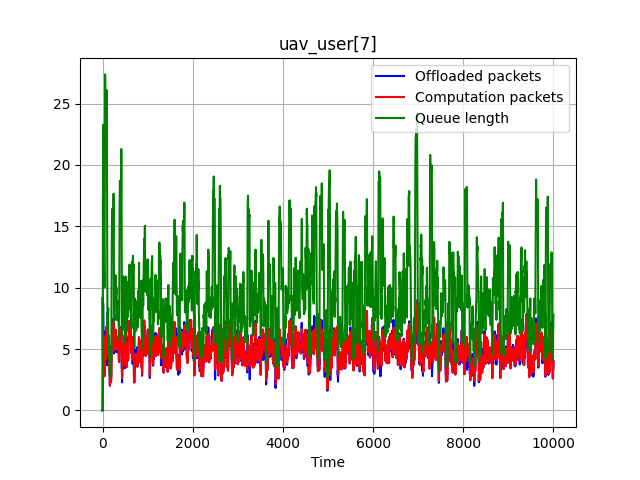 uav_user[7]
Offloaded packets
Computation packets
Queue length
25
20
15
10
5
0
0 2000 4000 6000 8000 10000
Time